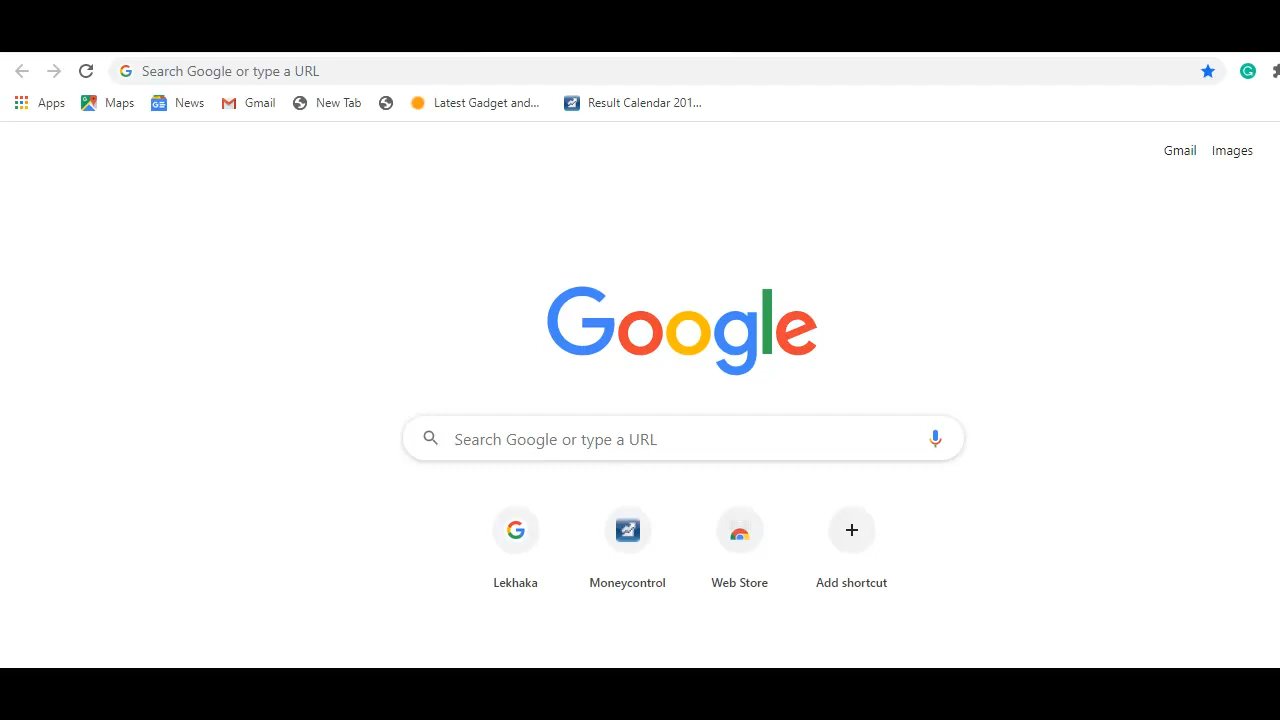 Search Google or type a URL
Apps Maps News Gmail New Tab Latest Gadget and... Result Calendar 201...
Gmail Images
Google
Search Google or type a URL
Lekhaka Moneycontrol Web Store Add shortcut